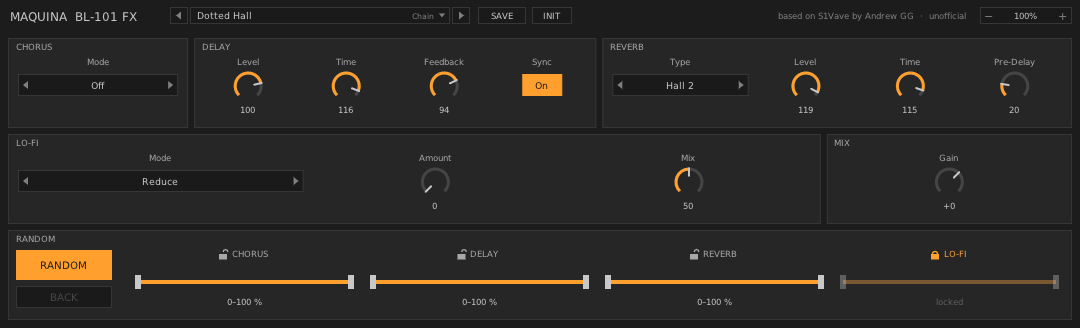 MAQUINA BL-101 FX
Dotted Hall
Chain
SAVE
INIT
based on S1Vave by Andrew GG · unofficial
− 100% +
CHORUS
Mode
Off
DELAY
Level
Time
Feedback
Sync
On
100
116
94
REVERB
Type
Level
Time
Pre-Delay
Hall 2
119
115
20
LO-FI
Mode
Amount
Mix
Reduce
0
50
MIX
Gain
+0
RANDOM
RANDOM
BACK
CHORUS
0–100 %
DELAY
0–100 %
REVERB
0–100 %
LO-FI
locked